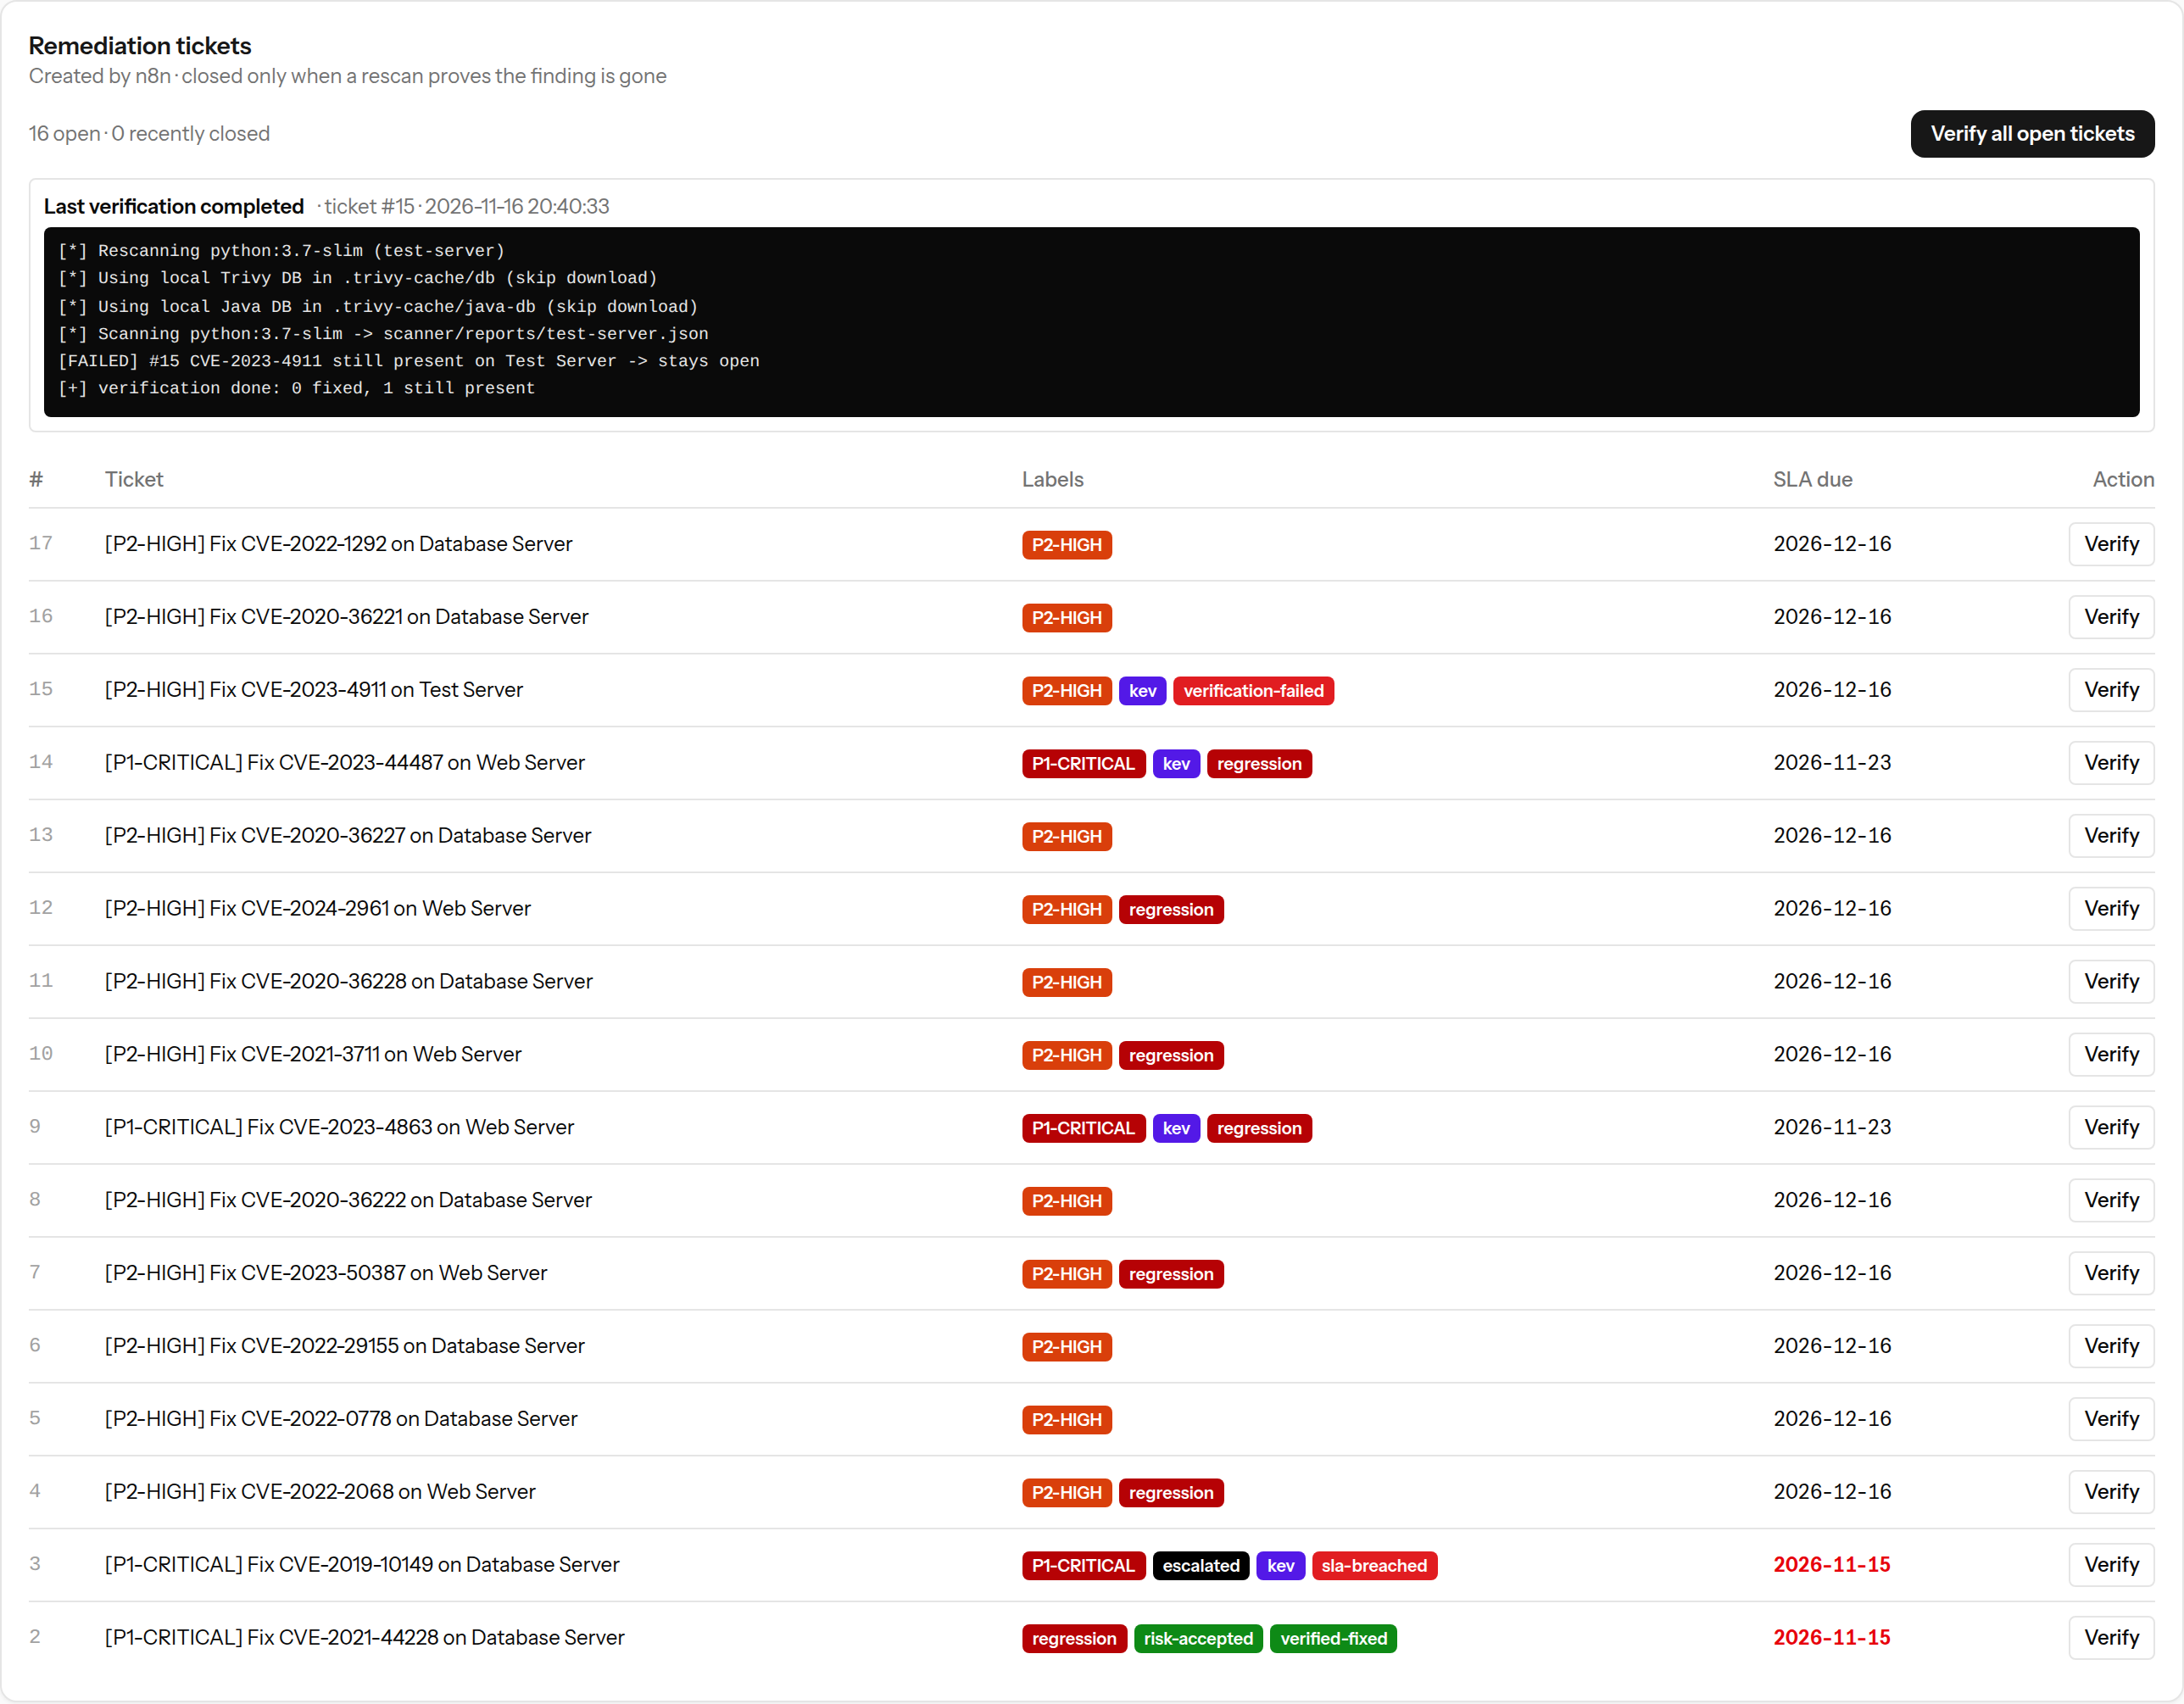 Remediation tickets
Created by n8n · closed only when a rescan proves the finding is gone
16 open · 0 recently closed
Verify all open tickets
Last verification completed · ticket #15 · 2026-11-16 20:40:33
[*] Rescanning python:3.7-slim (test-server)
[*] Using local Trivy DB in .trivy-cache/db (skip download)
[*] Using local Java DB in .trivy-cache/java-db (skip download)
[*] Scanning python:3.7-slim -> scanner/reports/test-server.json
[FAILED] #15 CVE-2023-4911 still present on Test Server -> stays open
[+] verification done: 0 fixed, 1 still present
# Ticket Labels SLA due Action
17 [P2-HIGH] Fix CVE-2022-1292 on Database Server P2-HIGH 2026-12-16 Verify
16 [P2-HIGH] Fix CVE-2020-36221 on Database Server P2-HIGH 2026-12-16 Verify
15 [P2-HIGH] Fix CVE-2023-4911 on Test Server P2-HIGH kev verification-failed 2026-12-16 Verify
14 [P1-CRITICAL] Fix CVE-2023-44487 on Web Server P1-CRITICAL kev regression 2026-11-23 Verify
13 [P2-HIGH] Fix CVE-2020-36227 on Database Server P2-HIGH 2026-12-16 Verify
12 [P2-HIGH] Fix CVE-2024-2961 on Web Server P2-HIGH regression 2026-12-16 Verify
11 [P2-HIGH] Fix CVE-2020-36228 on Database Server P2-HIGH 2026-12-16 Verify
10 [P2-HIGH] Fix CVE-2021-3711 on Web Server P2-HIGH regression 2026-12-16 Verify
9 [P1-CRITICAL] Fix CVE-2023-4863 on Web Server P1-CRITICAL kev regression 2026-11-23 Verify
8 [P2-HIGH] Fix CVE-2020-36222 on Database Server P2-HIGH 2026-12-16 Verify
7 [P2-HIGH] Fix CVE-2023-50387 on Web Server P2-HIGH regression 2026-12-16 Verify
6 [P2-HIGH] Fix CVE-2022-29155 on Database Server P2-HIGH 2026-12-16 Verify
5 [P2-HIGH] Fix CVE-2022-0778 on Database Server P2-HIGH 2026-12-16 Verify
4 [P2-HIGH] Fix CVE-2022-2068 on Web Server P2-HIGH regression 2026-12-16 Verify
3 [P1-CRITICAL] Fix CVE-2019-10149 on Database Server P1-CRITICAL escalated kev sla-breached 2026-11-15 Verify
2 [P1-CRITICAL] Fix CVE-2021-44228 on Database Server regression risk-accepted verified-fixed 2026-11-15 Verify